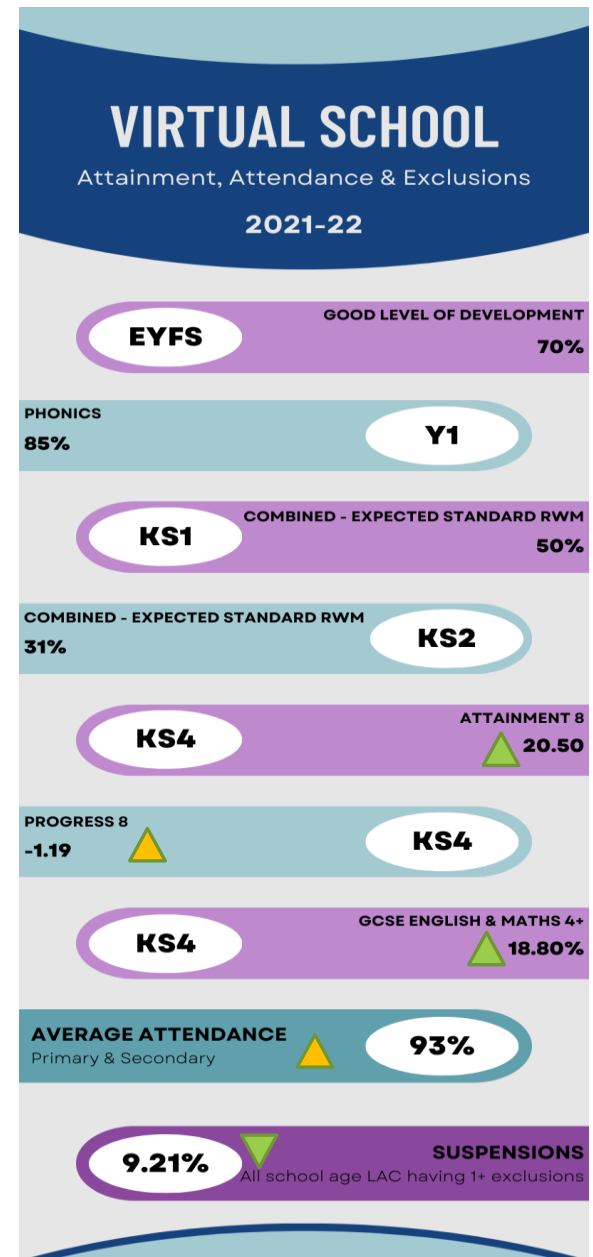 VIRTUAL SCHOOL
Attainment, Attendance & Exclusions
2021-22
EYFS
GOOD LEVEL OF DEVELOPMENT
70%
PHONICS
85%
Y1
KS1
COMBINED - EXPECTED STANDARD RWM
50%
COMBINED - EXPECTED STANDARD RWM
31%
KS2
KS4
ATTAINMENT 8
20.50
PROGRESS 8
-1.19
KS4
KS4
GCSE ENGLISH & MATHS 4+
18.80%
AVERAGE ATTENDANCE
Primary & Secondary
93%
9.21%
SUSPENSIONS
All school age LAC having 1+ exclusions